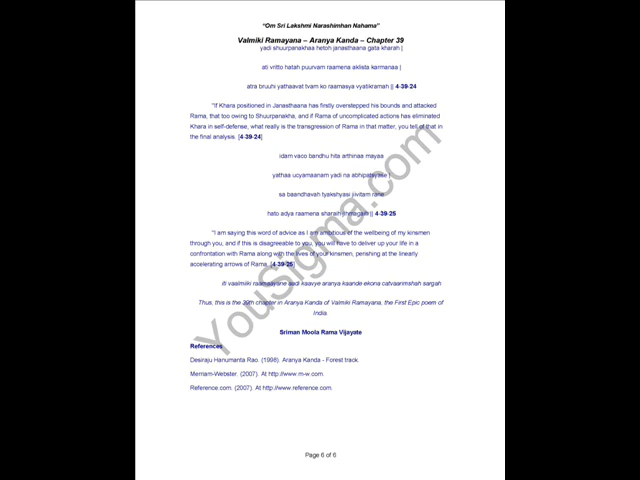 "Om Sri Lakshmi Narashimhan Nahama"
Valmiki Ramayana – Aranya Kanda – Chapter 39
yadi shuurpanakhaa hetoh janasthaana gata kharah |
ati vritto hatah puurvam raamena aklista karmanaa |
atra bruuhi yathaavat tvam ko raamasya vyatikramah || 4-39-24
"If Khara positioned in Janasthaana has firstly overstepped his bounds and attacked
Rama, that too owing to Shuurpanakha, and if Rama of uncomplicated actions has eliminated
Khara in self-defense, what really is the transgression of Rama in that matter, you tell of that in
the final analysis. [4-39-24]
idam vaco bandhu hita arthinaa mayaa
yathaa ucyamaanam yadi na abhipatsyase |
sa baandhavah tyakshyasi jiivitam rane
hato adya raamena sharaih jihmagaih || 4-39-25
"I am saying this word of advice as I am ambitious of the wellbeing of my kinsmen
through you, and if this is disagreeable to you, you will have to deliver up your life in a
confrontation with Rama along with the lives of your kinsmen, perishing at the linearly
accelerating arrows of Rama. [4-39-25]
iti vaalmiiki raamaayane aadi kaavye aranya kaande ekona catvaarimshah sargah
Thus, this is the 39th chapter in Aranya Kanda of Valmiki Ramayana, the First Epic poem of
India
Sriman Moola Rama Vijayate
References
Desiraju Hanumanta Rao. (1998). Aranya Kanda - Forest track.
Merriam-Webster. (2007). At http://www.m-w.com.
Reference.com. (2007). At http://www.reference.com.
YouSigma.com
Page 6 of 6